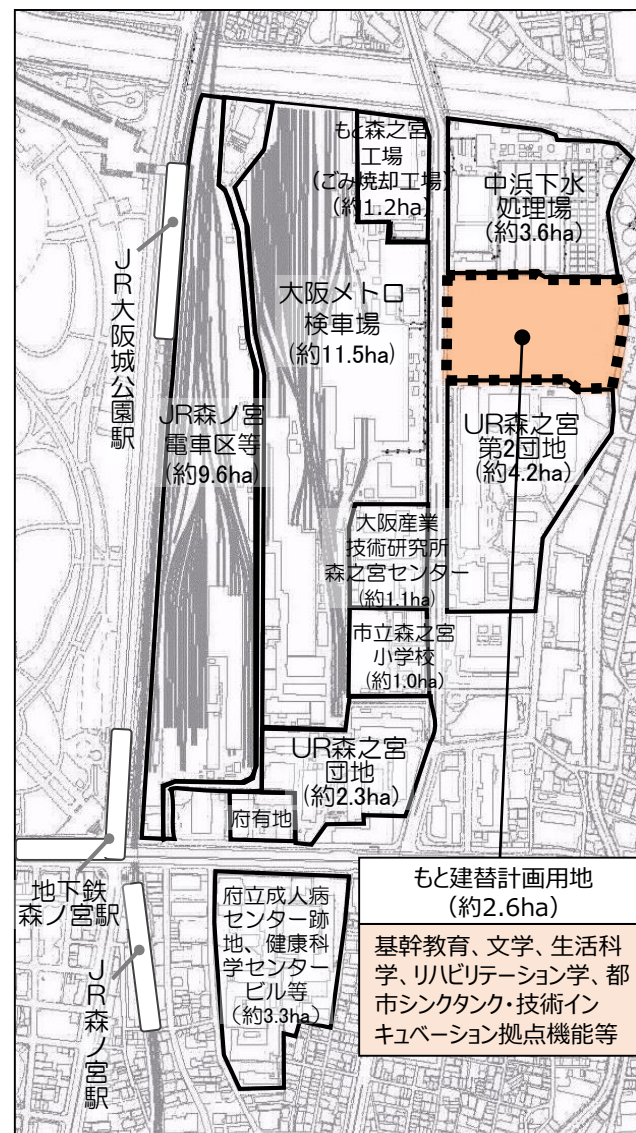 もと森之宮
工場
(ごみ焼却工場)
(約1.2ha)
中浜下水
処理場
(約3.6ha)
JR大阪城公園駅
大阪メトロ
検車場
(約11.5ha)
JR森ノ宮
電車区等
(約9.6ha)
UR森之宮
第2団地
(約4.2ha)
大阪産業
技術研究所
森之宮センター
(約1.1ha)
市立森之宮
小学校
(約1.0ha)
UR森之宮
団地
(約2.3ha)
府有地
地下鉄
森ノ宮駅
JR森ノ宮駅
府立成人病
センター跡
地、健康科
学センター
ビル等
(約3.3ha)
もと建替計画用地
(約2.6ha)
基幹教育、文学、生活科
学、リハビリテーション学、都
市シンクタンク・技術イン
キュベーション拠点機能等